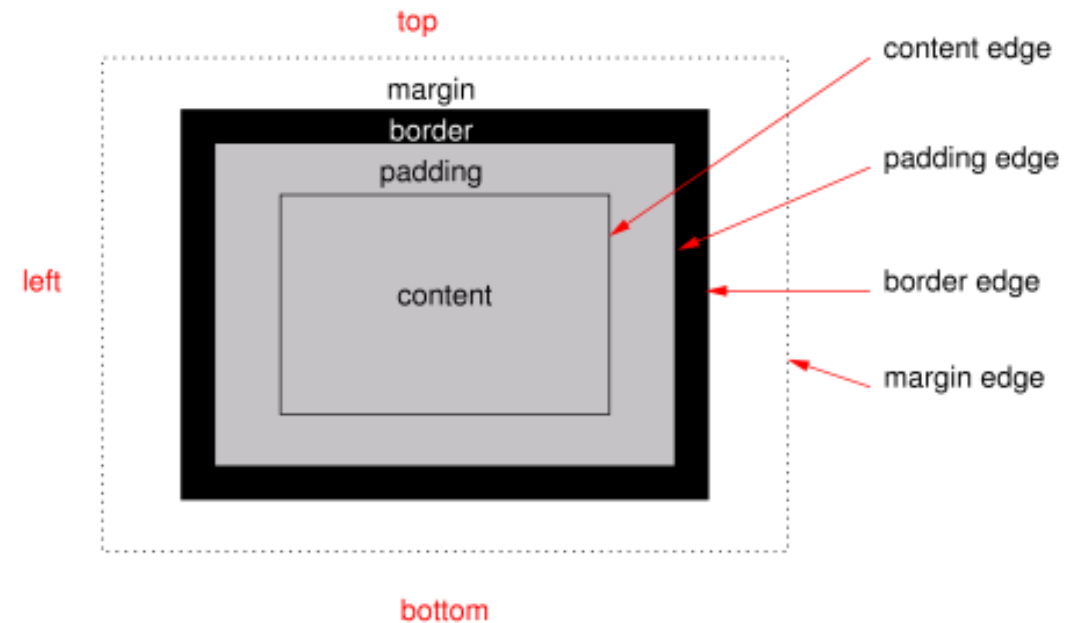 top
content edge
margin
border
padding edge
padding
left
border edge
content
margin edge
bottom